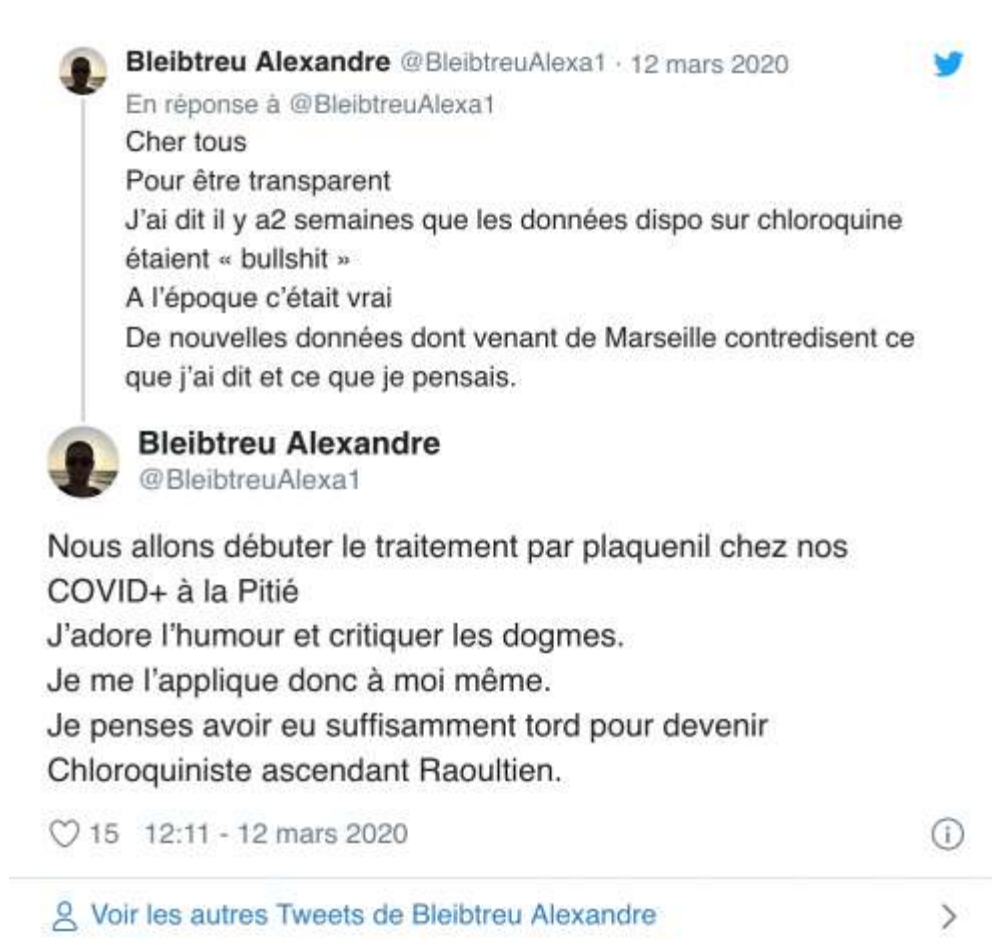 Bleibtreu Alexandre @BleibtreuAlexa1 · 12 mars 2020
En réponse à @BleibtreuAlexa1
Cher tous
Pour être transparent
J'ai dit il y a2 semaines que les données dispo sur chloroquine
étaient « bullshit »
A l'époque c'était vrai
De nouvelles données dont venant de Marseille contredisent ce
que j'ai dit et ce que je pensais.
Bleibtreu Alexandre
@BleibtreuAlexa1
Nous allons débuter le traitement par plaquenil chez nos
COVID+ à la Pitié
J'adore l'humour et critiquer les dogmes.
Je me l'applique donc à moi même.
Je penses avoir eu suffisamment tord pour devenir
Chloroquiniste ascendant Raoultien.
15 12:11 - 12 mars 2020
Voir les autres Tweets de Bleibtreu Alexandre